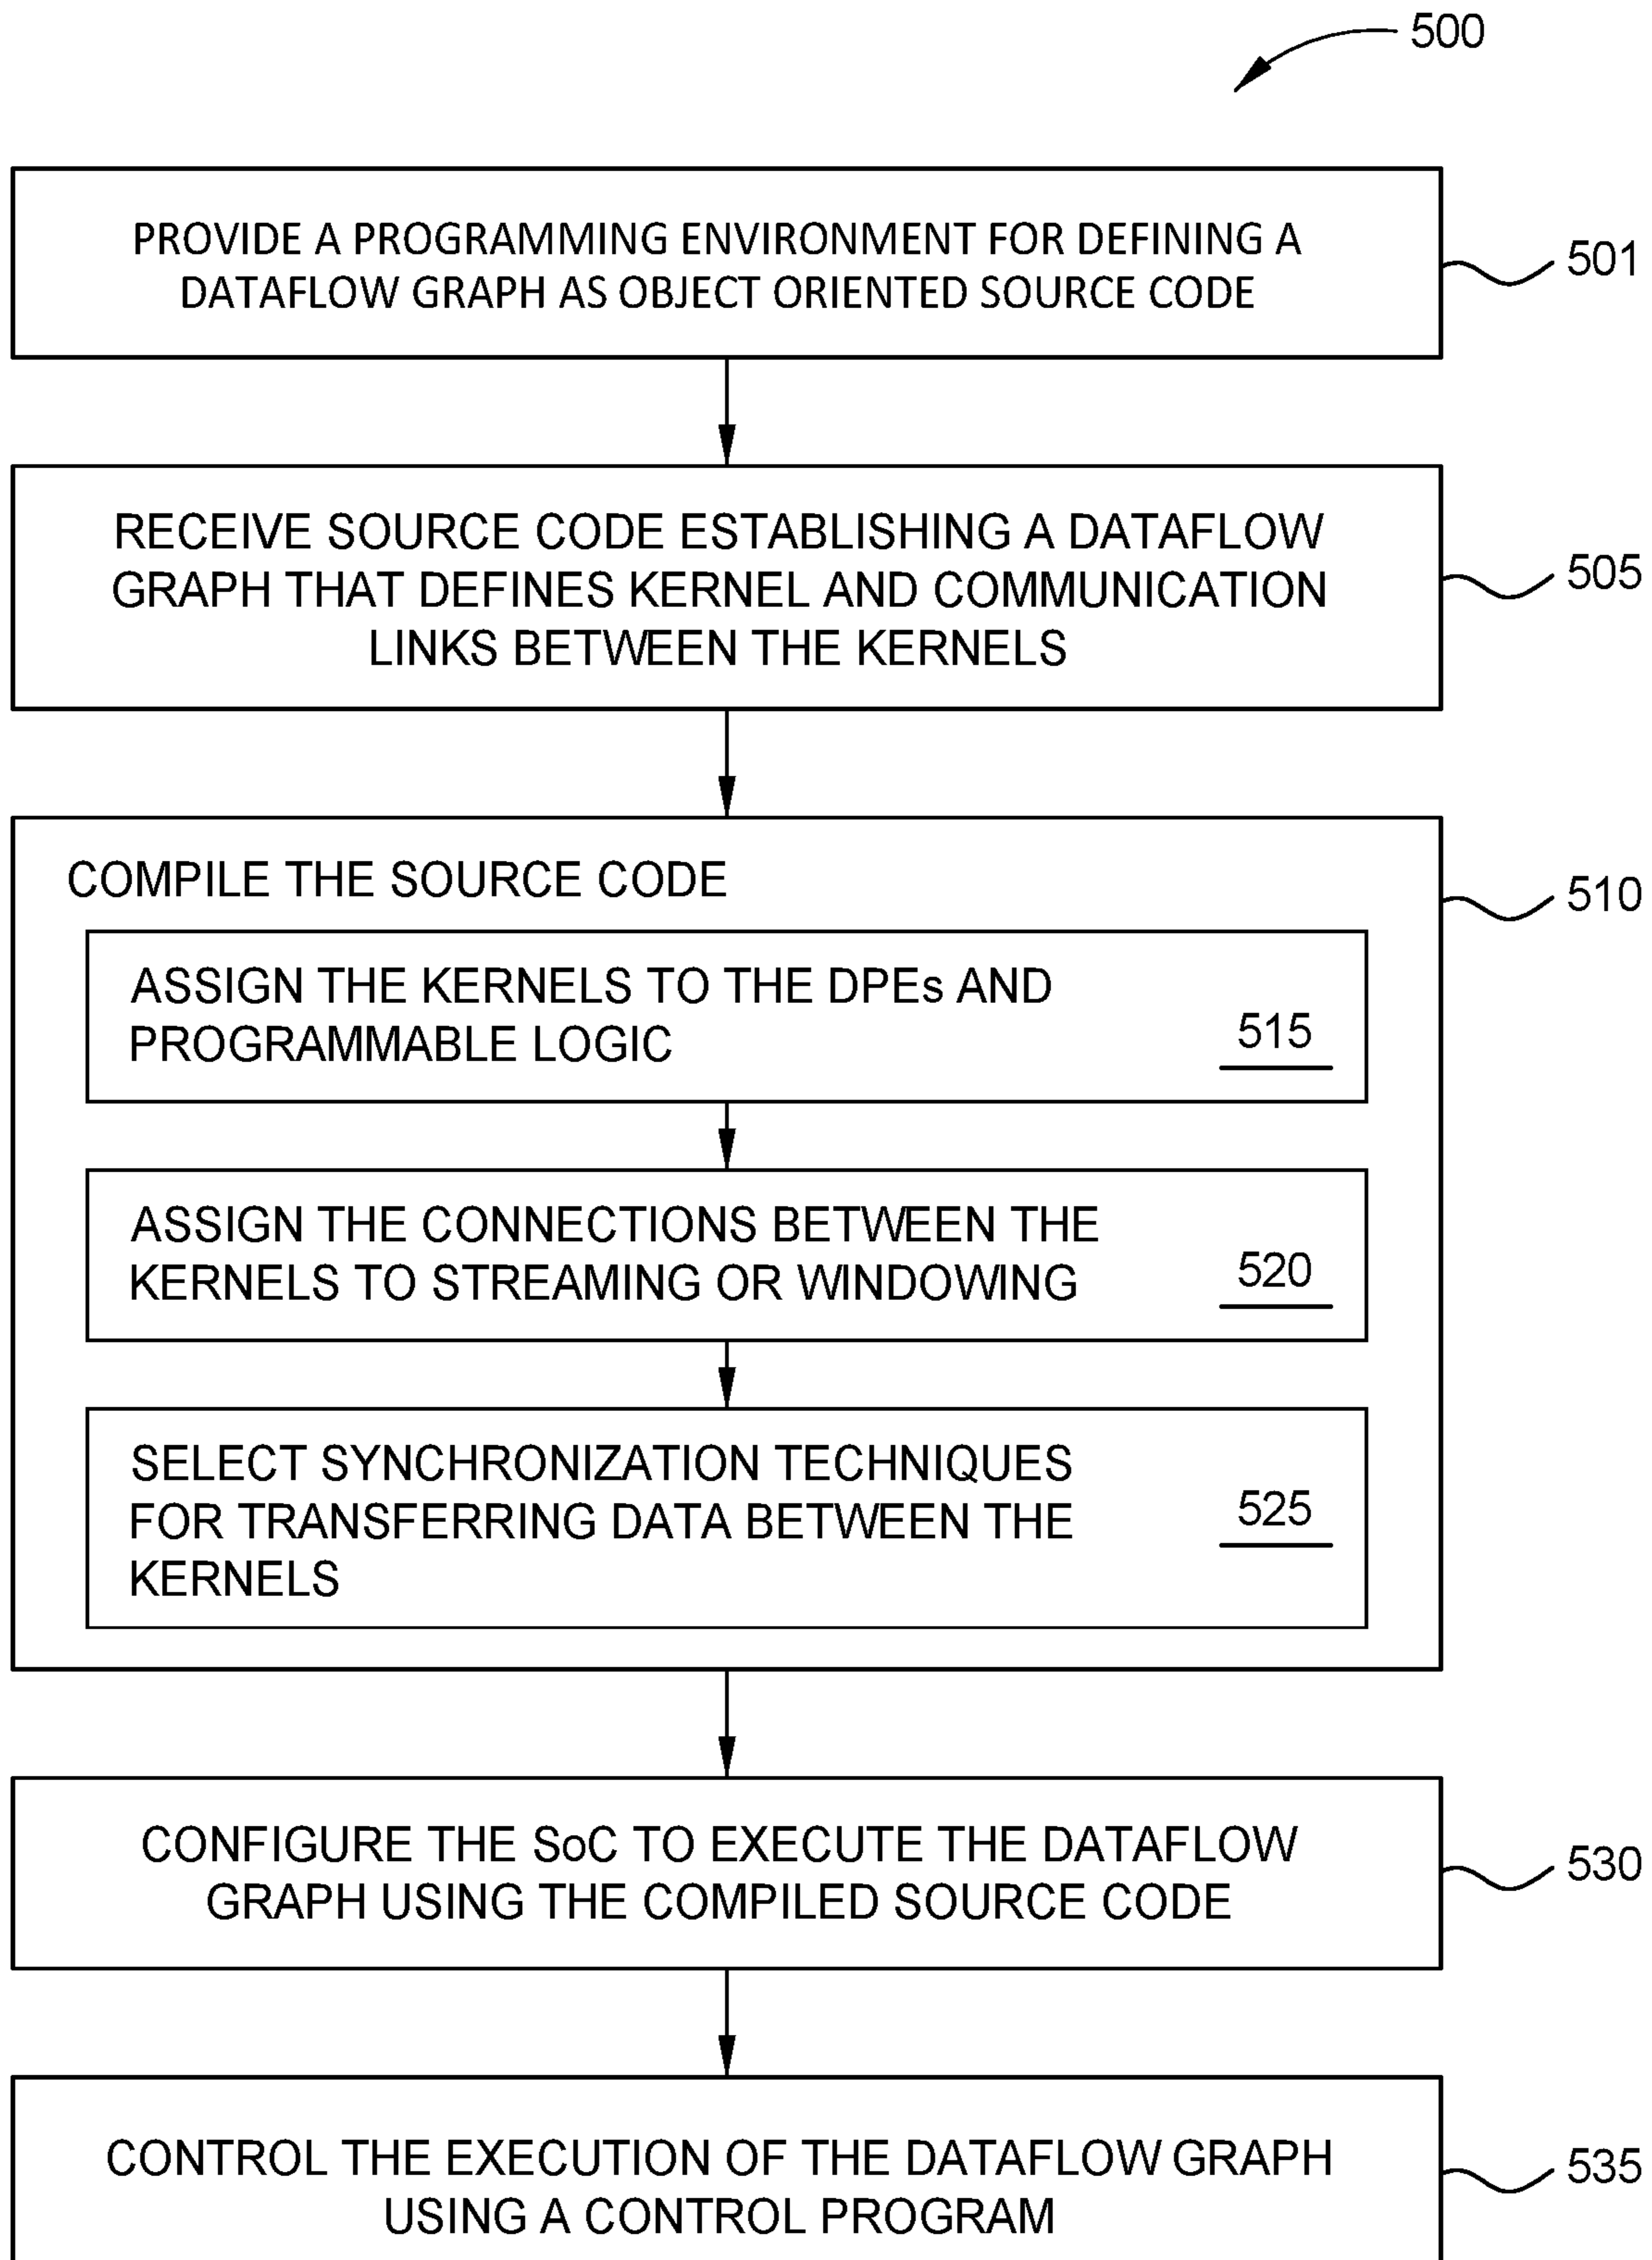 500
PROVIDE A PROGRAMMING ENVIRONMENT FOR DEFINING A
DATAFLOW GRAPH AS OBJECT ORIENTED SOURCE CODE
501
RECEIVE SOURCE CODE ESTABLISHING A DATAFLOW
GRAPH THAT DEFINES KERNEL AND COMMUNICATION
LINKS BETWEEN THE KERNELS
505
COMPILE THE SOURCE CODE
510
ASSIGN THE KERNELS TO THE DPEs AND
PROGRAMMABLE LOGIC
515
ASSIGN THE CONNECTIONS BETWEEN THE
KERNELS TO STREAMING OR WINDOWING
520
SELECT SYNCHRONIZATION TECHNIQUES
FOR TRANSFERRING DATA BETWEEN THE
KERNELS
525
CONFIGURE THE SoC TO EXECUTE THE DATAFLOW
GRAPH USING THE COMPILED SOURCE CODE
530
CONTROL THE EXECUTION OF THE DATAFLOW GRAPH
USING A CONTROL PROGRAM
535